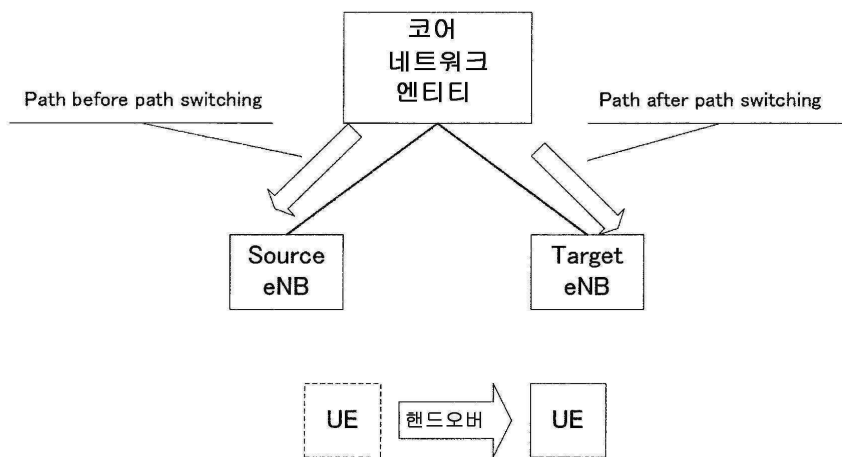 코어
네트워크
엔티티
Path before path switching
Path after path switching
Source
eNB
Target
eNB
UE
핸드오버
UE